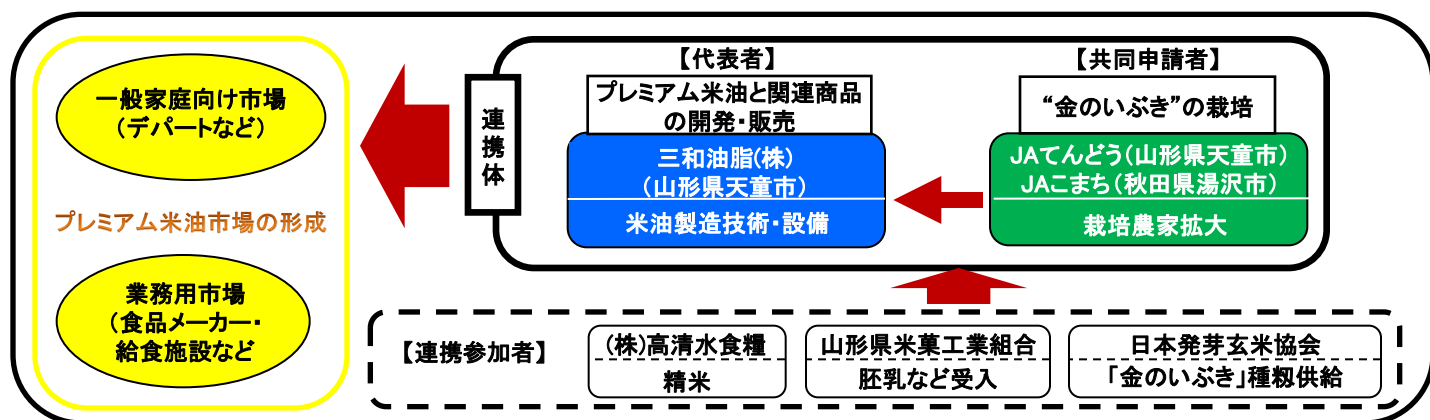 一般家庭向け市場
（デパートなど）
プレミアム米油市場の形成
業務用市場
（食品メーカー・
給食施設など
連携体
【代表者】
プレミアム米油と関連商品
の開発・販売
三和油脂(株)
（山形県天童市）
米油製造技術・設備
【共同申請者】
“金のいぶき”の栽培
JAてんどう（山形県天童市）
JAこまち（秋田県湯沢市）
栽培農家拡大
【連携参加者】
(株)高清水食糧
精米
山形県米菓工業組合
胚乳など受入
日本発芽玄米協会
「金のいぶき」種籾供給